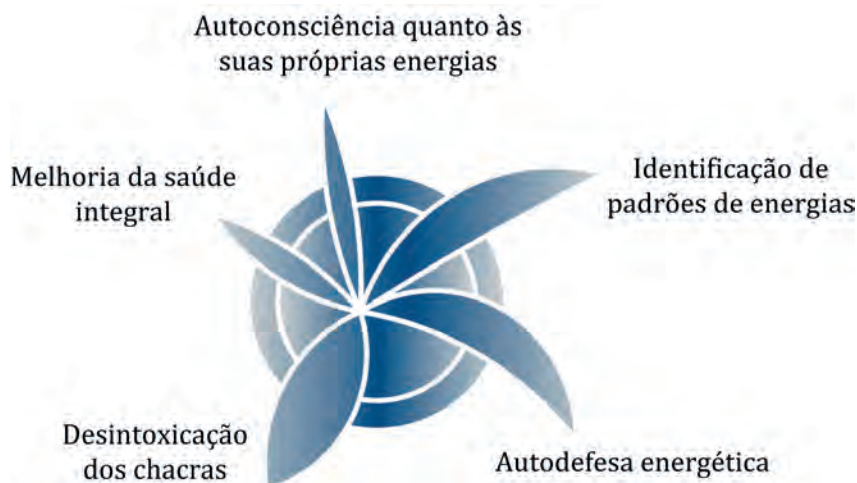 Autoconsciência quanto às
suas próprias energias
Melhoria da saúde
integral
Identificação de
padrões de energias
Desintoxicação
dos chacras
Autodefesa energética